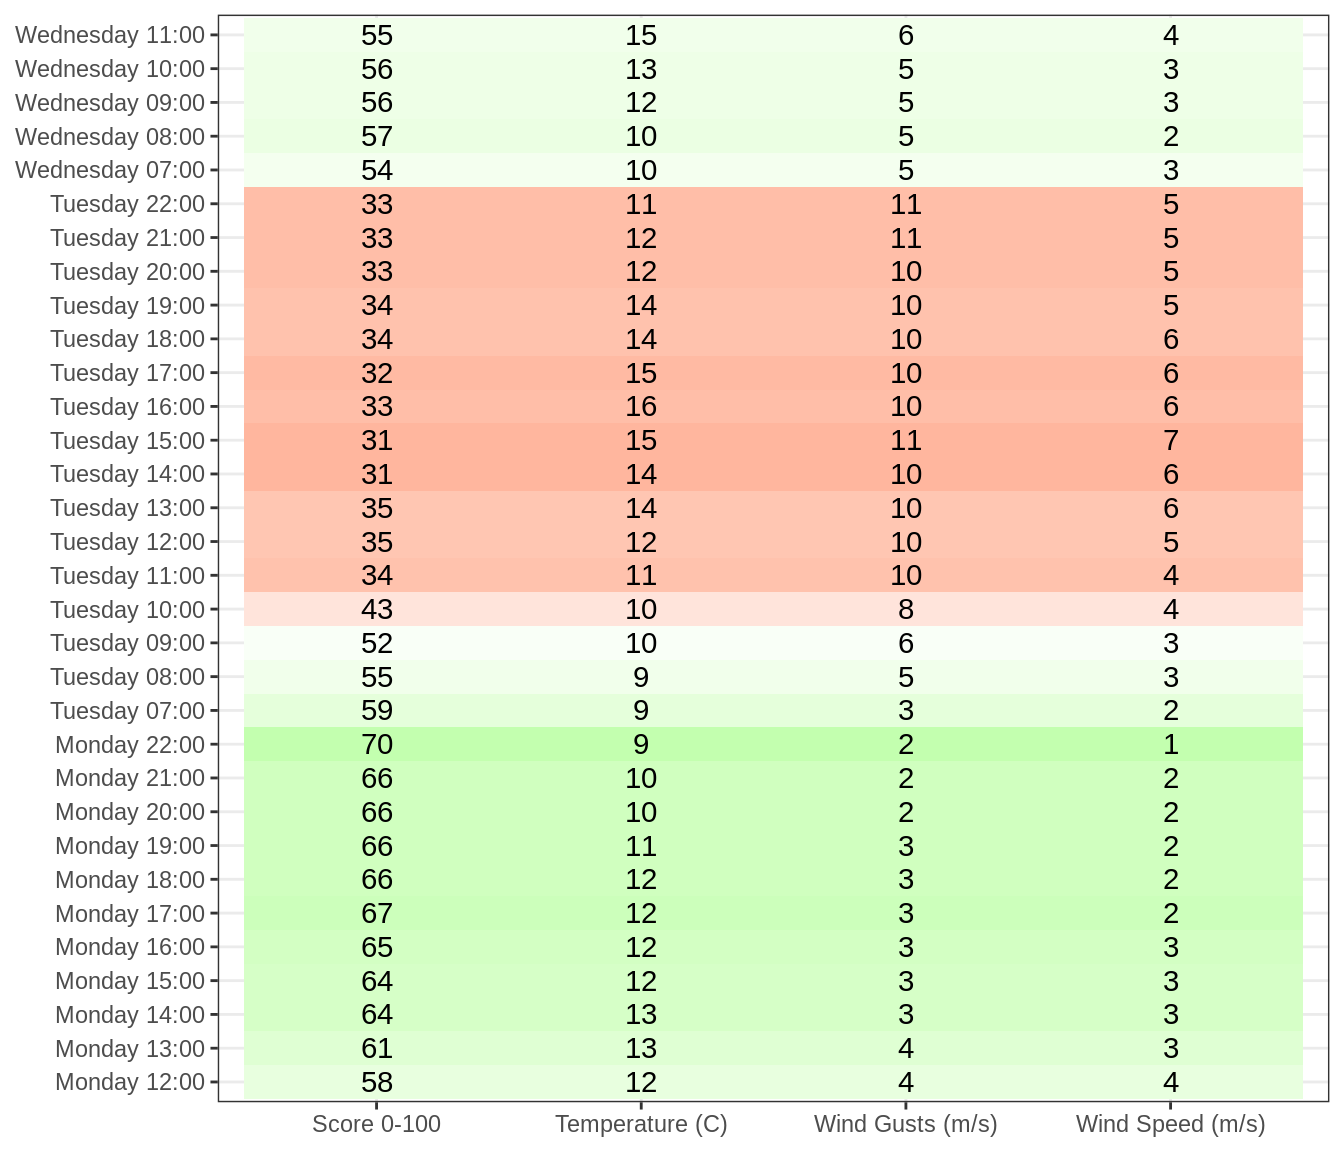 Wednesday 11:00 55 15 6 4
Wednesday 10:00 56 13 5 3
Wednesday 09:00 56 12 5 3
Wednesday 08:00 57 10 5 2
Wednesday 07:00 54 10 5 3
Tuesday 22:00 33 11 11 5
Tuesday 21:00 33 12 11 5
Tuesday 20:00 33 12 10 5
Tuesday 19:00 34 14 10 5
Tuesday 18:00 34 14 10 6
Tuesday 17:00 32 15 10 6
Tuesday 16:00 33 16 10 6
Tuesday 15:00 31 15 11 7
Tuesday 14:00 31 14 10 6
Tuesday 13:00 35 14 10 6
Tuesday 12:00 35 12 10 5
Tuesday 11:00 34 11 10 4
Tuesday 10:00 43 10 8 4
Tuesday 09:00 52 10 6 3
Tuesday 08:00 55 9 5 3
Tuesday 07:00 59 9 3 2
Monday 22:00 70 9 2 1
Monday 21:00 66 10 2 2
Monday 20:00 66 10 2 2
Monday 19:00 66 11 3 2
Monday 18:00 66 12 3 2
Monday 17:00 67 12 3 2
Monday 16:00 65 12 3 3
Monday 15:00 64 12 3 3
Monday 14:00 64 13 3 3
Monday 13:00 61 13 4 3
Monday 12:00 58 12 4 4
Score 0-100 Temperature (C) Wind Gusts (m/s) Wind Speed (m/s)